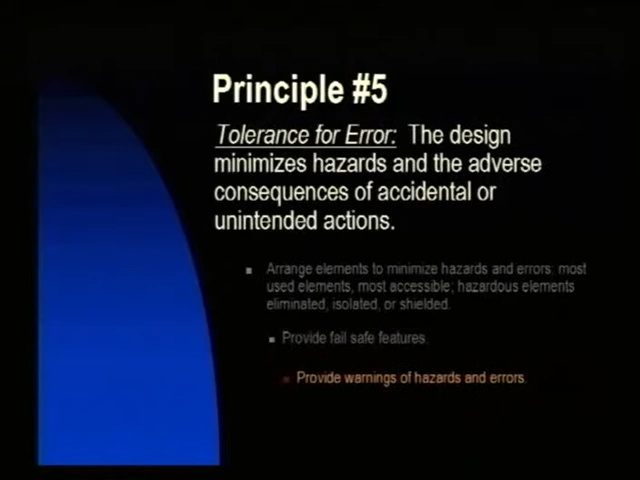 Principle #5
Tolerance for Error: The design
minimizes hazards and the adverse
consequences of accidental or
unintended actions.
Arrange elements to minimize hazards and errors: most
used elements, most accessible; hazardous elements
eliminated, isolated, or shielded.
Provide fail safe features.
Provide warnings of hazards and errors.